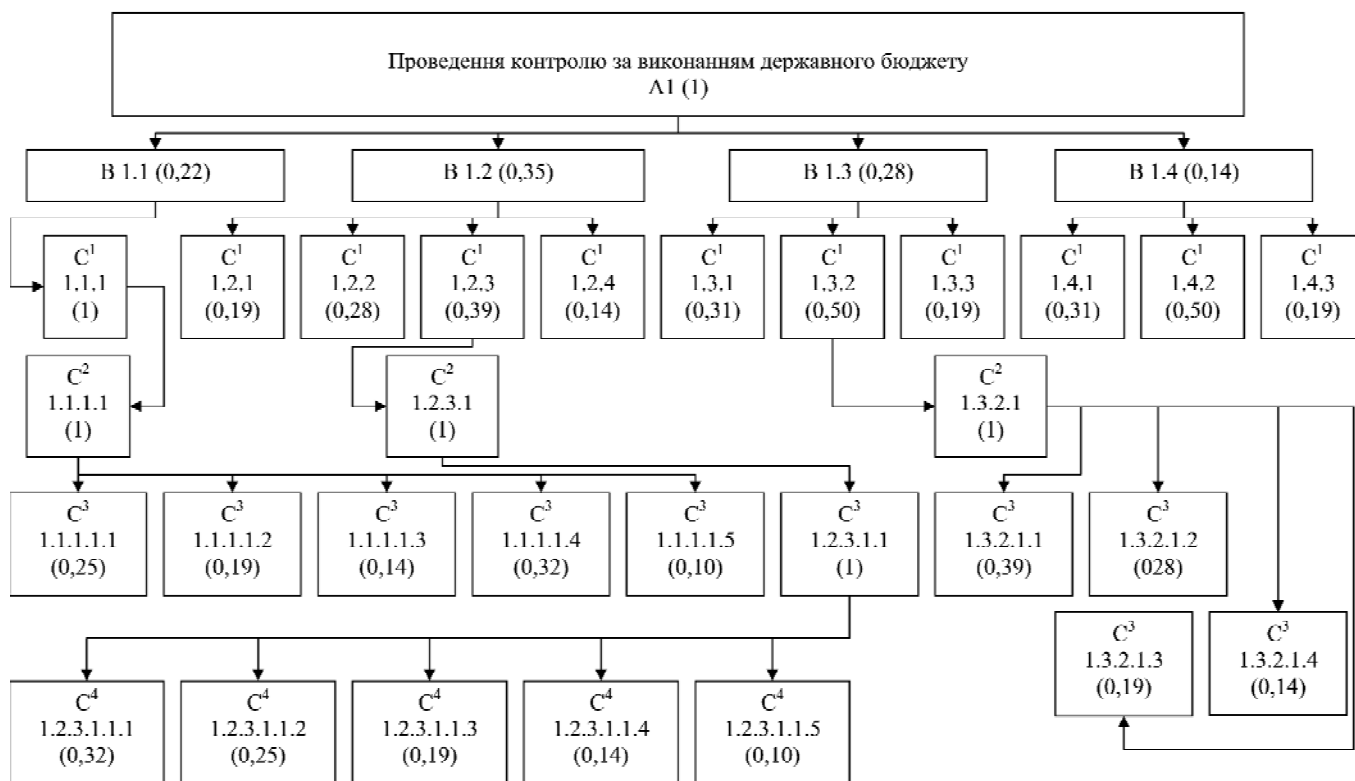 Проведення контролю за виконанням державного бюджету
А1 (1)
В 1.1 (0,22)
В 1.2 (0,35)
В 1.3 (0,28)
В 1.4 (0,14)
С¹
1.1.1
(1)
С¹
1.2.1
(0,19)
С¹
1.2.2
(0,28)
С¹
1.2.3
(0,39)
С¹
1.2.4
(0,14)
С¹
1.3.1
(0,31)
С¹
1.3.2
(0,50)
С¹
1.3.3
(0,19)
С¹
1.4.1
(0,31)
С¹
1.4.2
(0,50)
С¹
1.4.3
(0,19)
С²
1.1.1.1
(1)
С²
1.2.3.1
(1)
С²
1.3.2.1
(1)
С³
1.1.1.1.1
(0,25)
С³
1.1.1.1.2
(0,19)
С³
1.1.1.1.3
(0,14)
С³
1.1.1.1.4
(0,32)
С³
1.1.1.1.5
(0,10)
С³
1.2.3.1.1
(1)
С³
1.3.2.1.1
(0,39)
С³
1.3.2.1.2
(028)
С³
1.3.2.1.3
(0,19)
С³
1.3.2.1.4
(0,14)
С⁴
1.2.3.1.1.1
(0,32)
С⁴
1.2.3.1.1.2
(0,25)
С⁴
1.2.3.1.1.3
(0,19)
С⁴
1.2.3.1.1.4
(0,14)
С⁴
1.2.3.1.1.5
(0,10)